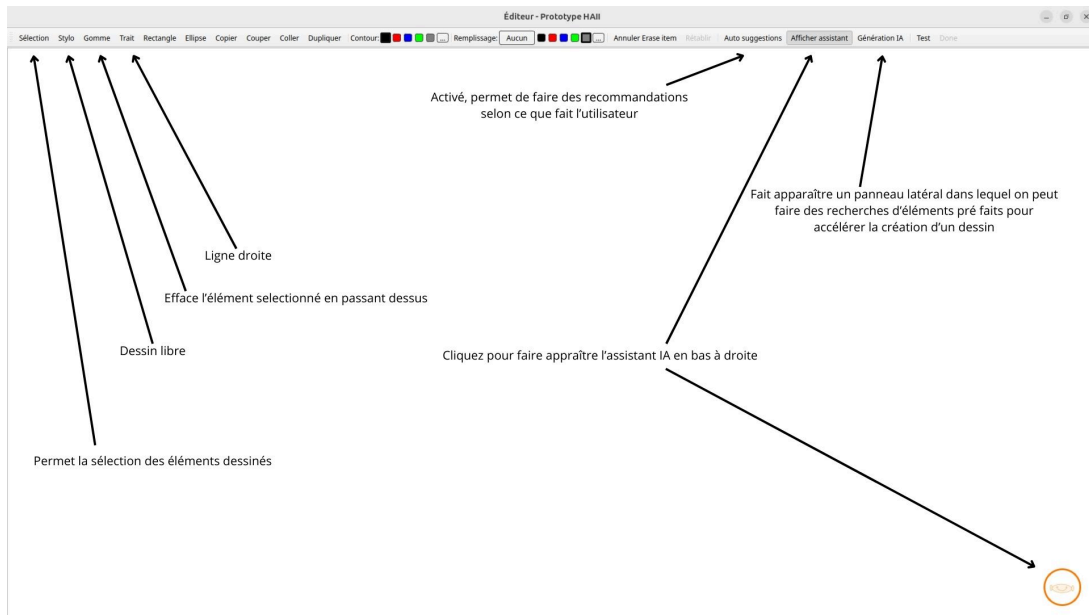 Éditeur - Prototype HAII
Sélection Stylo Gomme Trait Rectangle Ellipse Copier Couper Coller Dupliquer Contour: ... Remplissage: Aucun ... Annuler Erase item Rétablir Auto suggestions Afficher assistant Génération IA Test Done
Activé, permet de faire des recommandations
selon ce que fait l'utilisateur
Fait apparaître un panneau latéral dans lequel on peut
faire des recherches d'éléments pré faits pour
accélérer la création d'un dessin
Ligne droite
Efface l'élément selectionné en passant dessus
Dessin libre
Cliquez pour faire appraître l'assistant IA en bas à droite
Permet la sélection des éléments dessinés